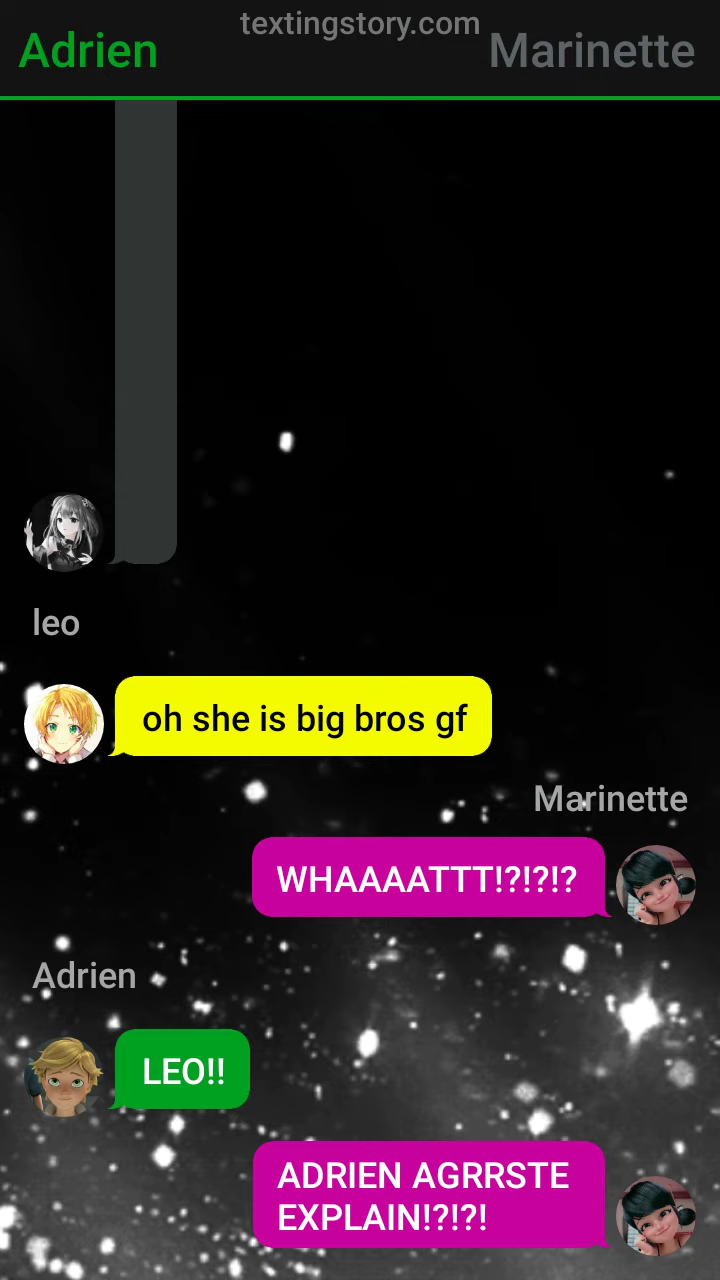 textingstory.com
Adrien
Marinette
leo
oh she is big bros gf
Marinette
WHAAAATTT!?!?!?
Adrien
LEO!!
ADRIEN AGRRSTE
EXPLAIN!?!?!